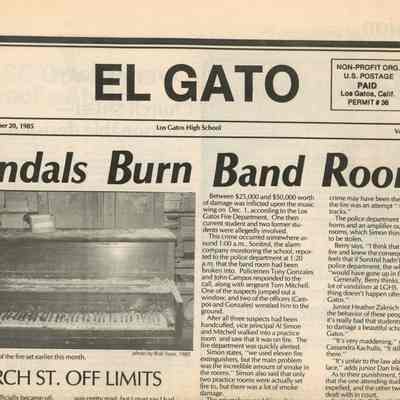 EL GATO
NON-PROFIT ORG.
U.S. POSTAGE
PAID
Los Gatos, Calif.
PERMIT # 36
ber 20, 1985
Los Gatos High School
ndals Burn Band Roo
Between $25,000 and $50,000 worth
of damage was inflicted upon the music
wing on Dec. 1, according to the Los
Gatos Fire Department. One then
current student and two former stu-
dents were allegedly involved.
This crime occurred somewhere ar-
ound 1:00 a.m. Sonitrol, the alarm
company monitoring the school, repor-
ted to the police department at 1:20
a.m. that the band room had been
broken into. Policemen Tony Gonzales
and John Campos responded to the
call, along with sergeant Tom Mitchell.
One of the suspects jumped out a
window, and two of the officers (Cam-
pos and Gonzales) wrestled him to the
ground.
After all three suspects had been
handcuffed, vice principal Al Simon
and Mitchell walked into a practice
room and saw that it was on fire. The
fire department was quickly alerted.
Simon states, "we used eleven fire
extinguishers, but the main problem
was the incredible amount of smoke in
the rooms." Simon also said that only
two practice rooms were actually set
fire to, but there was a lot of smoke
damage.
crime may have been the
the fire was an attempt "
tracks."
The police department
horns and an amplifier ou
rooms, which Simon think
to be stolen.
Berry says, "I think that
fire and knew the conseq
feels that if Sonitrol hadn'
police department, the wh
"would have gone up in f
Generally, Berry thinks,
lot of vandalism at LGHS.
thing doesn't happen ofte
Gatos."
Junior Heather Zalerich
the behavior of these peop
it's really bad that students
to damage a beautiful scho
Gatos."
"It's very maddening,"
Cassandra Kachulis, "It s
there."
"It's unfair to the law ab
lace," adds junior Dan Ink
As to their punishment,
that the one attending stude
expelled, and the other two
dealt with in court.
of the fire set earlier this month.
photo by
1985
RCH ST. OFF LIMITS